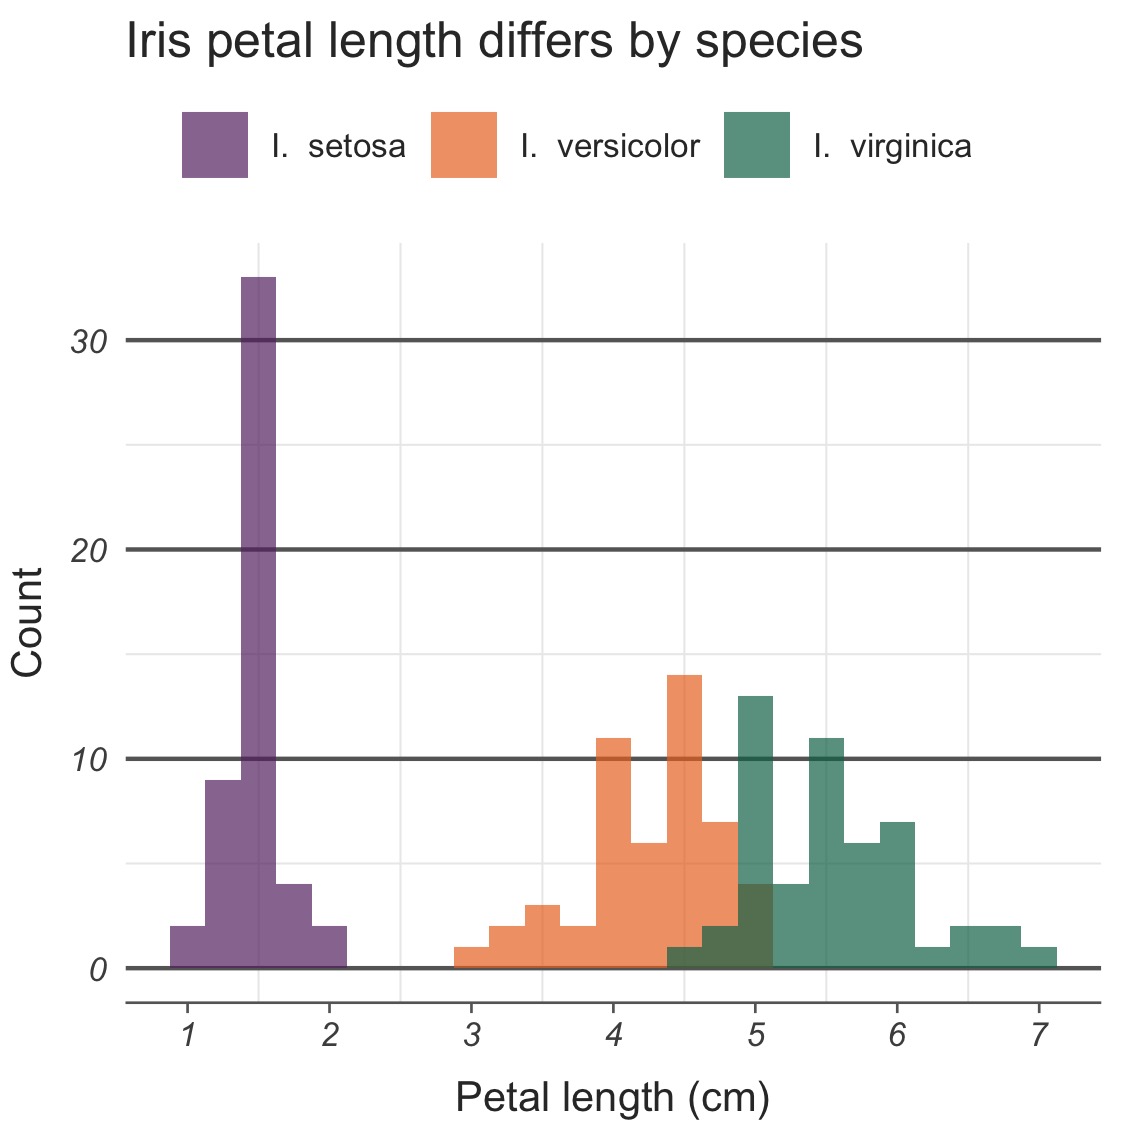 Iris petal length differs by species
I. setosa I. versicolor I. virginica
30
20
10
0
Count
1 2 3 4 5 6 7
Petal length (cm)